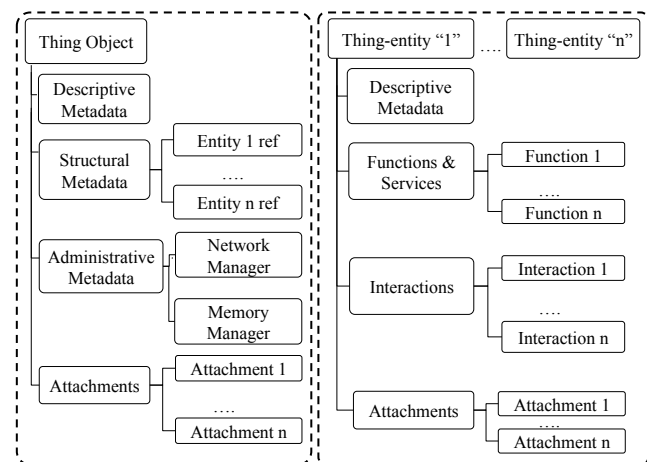 Thing Object
Descriptive
Metadata
Structural
Metadata
Entity 1 ref
….
Entity n ref
Administrative
Metadata
Network
Manager
Memory
Manager
Attachments
Attachment 1
….
Attachment n
Thing-entity “1”
….
Thing-entity “n”
Descriptive
Metadata
Functions &
Services
Function 1
….
Function n
Interactions
Interaction 1
….
Interaction n
Attachments
Attachment 1
….
Attachment n